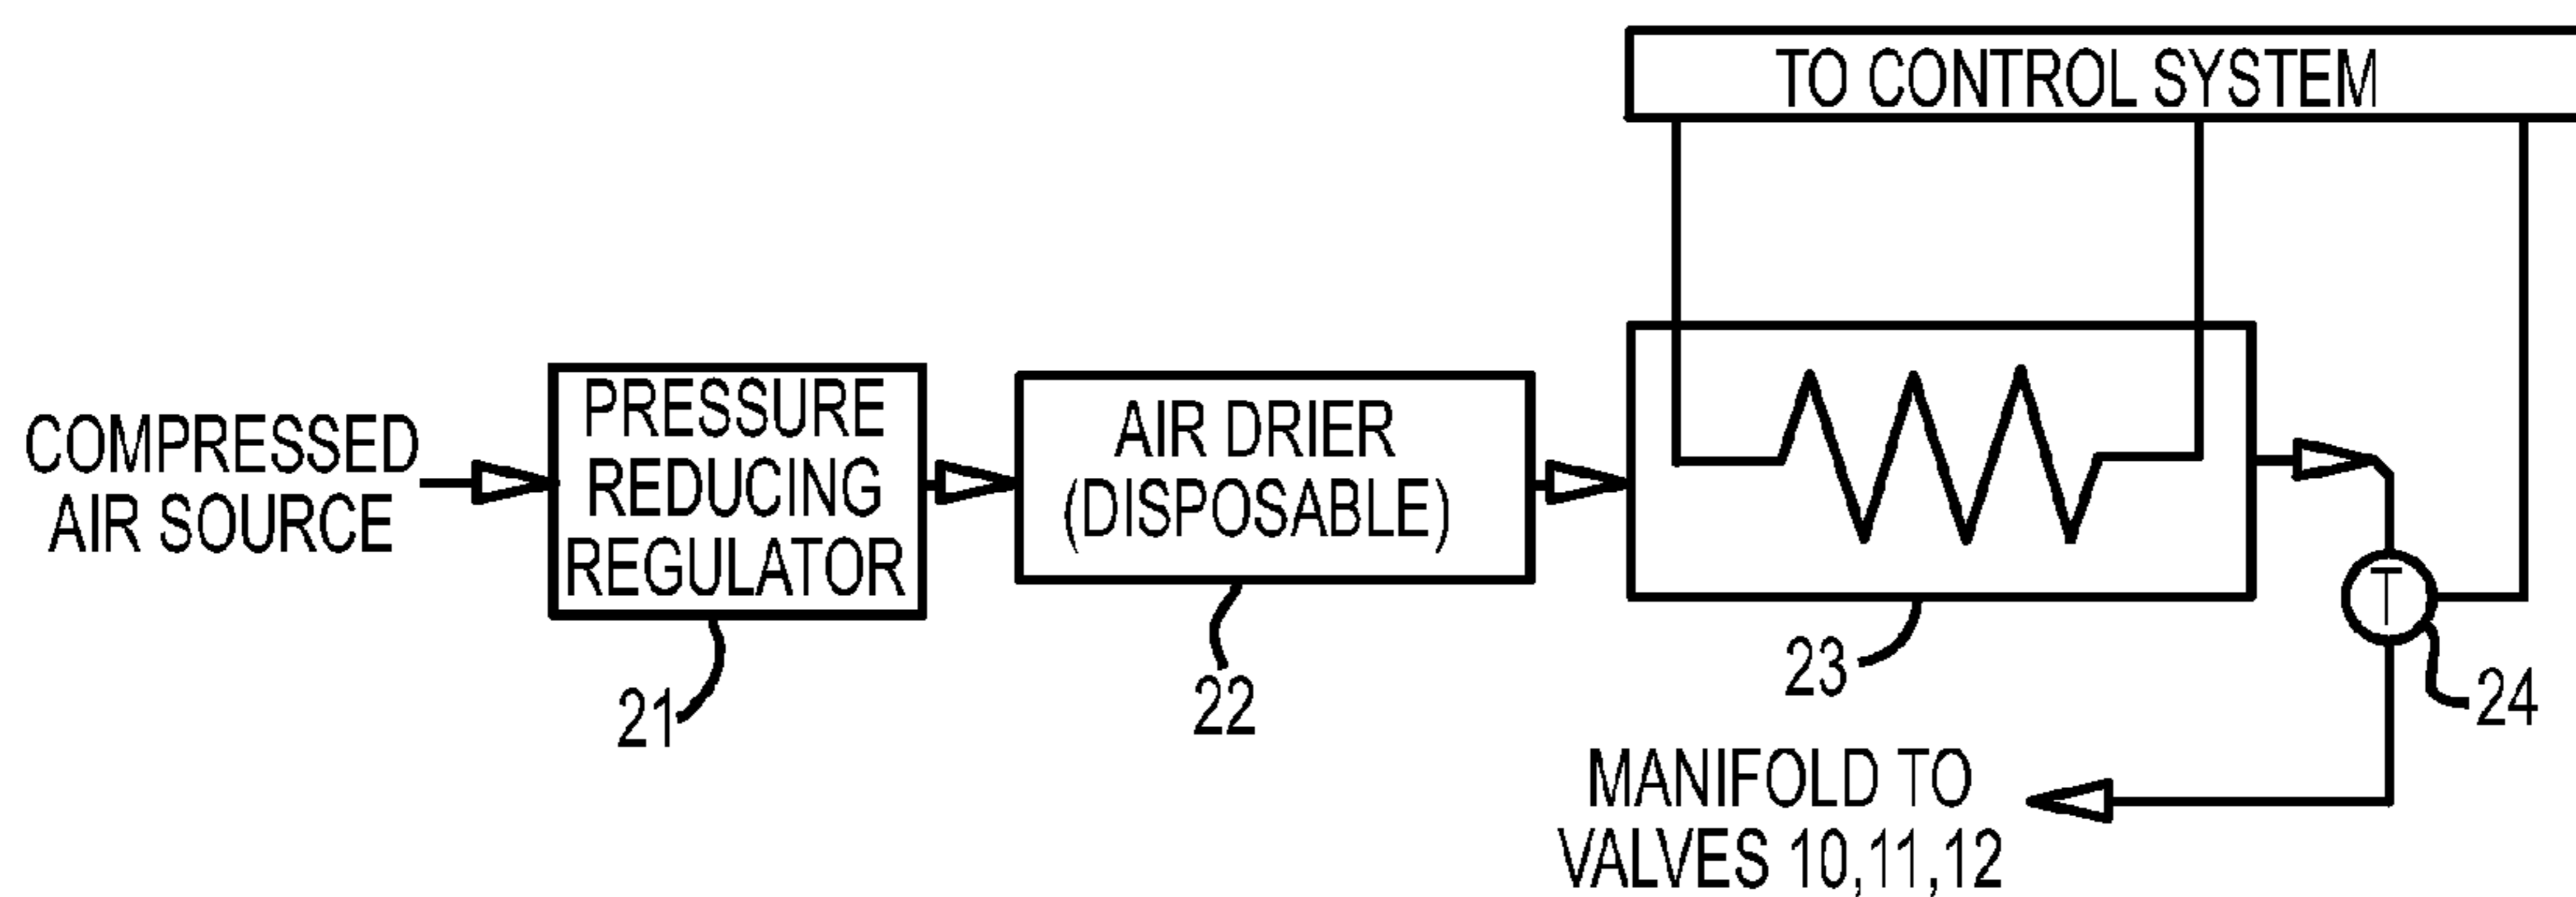 TO CONTROL SYSTEM
COMPRESSED
AIR SOURCE
PRESSURE
REDUCING
REGULATOR
AIR DRIER
(DISPOSABLE)
T
21
22
23
24
MANIFOLD TO
VALVES 10,11,12